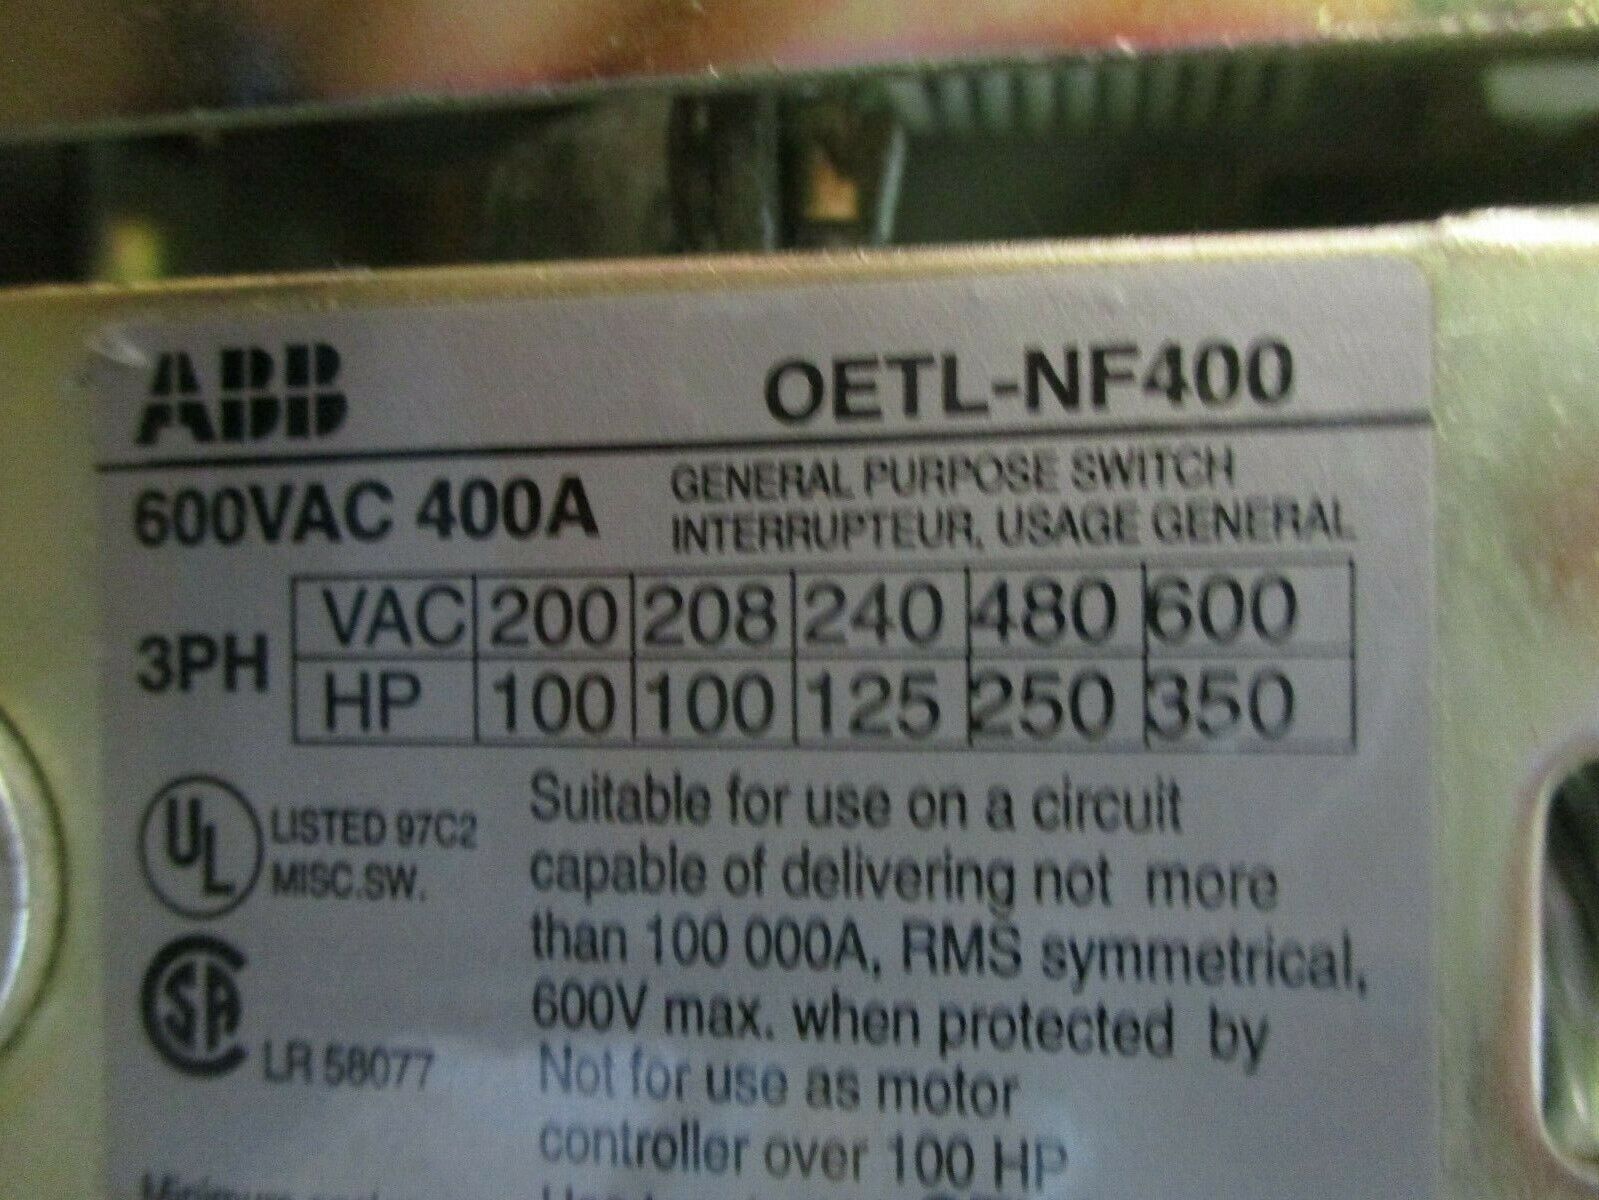 ABB OETL-NF400
600VAC 400A
GENERAL PURPOSE SWITCH
INTERRUPTEUR, USAGE GENERAL
3PH
VAC 200 208 240 480 600
HP 100 100 125 250 350
UL LISTED 97C2
MISC.SW.
SA LR 58077
Suitable for use on a circuit
capable of delivering not more
than 100 000A, RMS symmetrical,
600V max. when protected by
Not for use as motor
controller over 100 HP